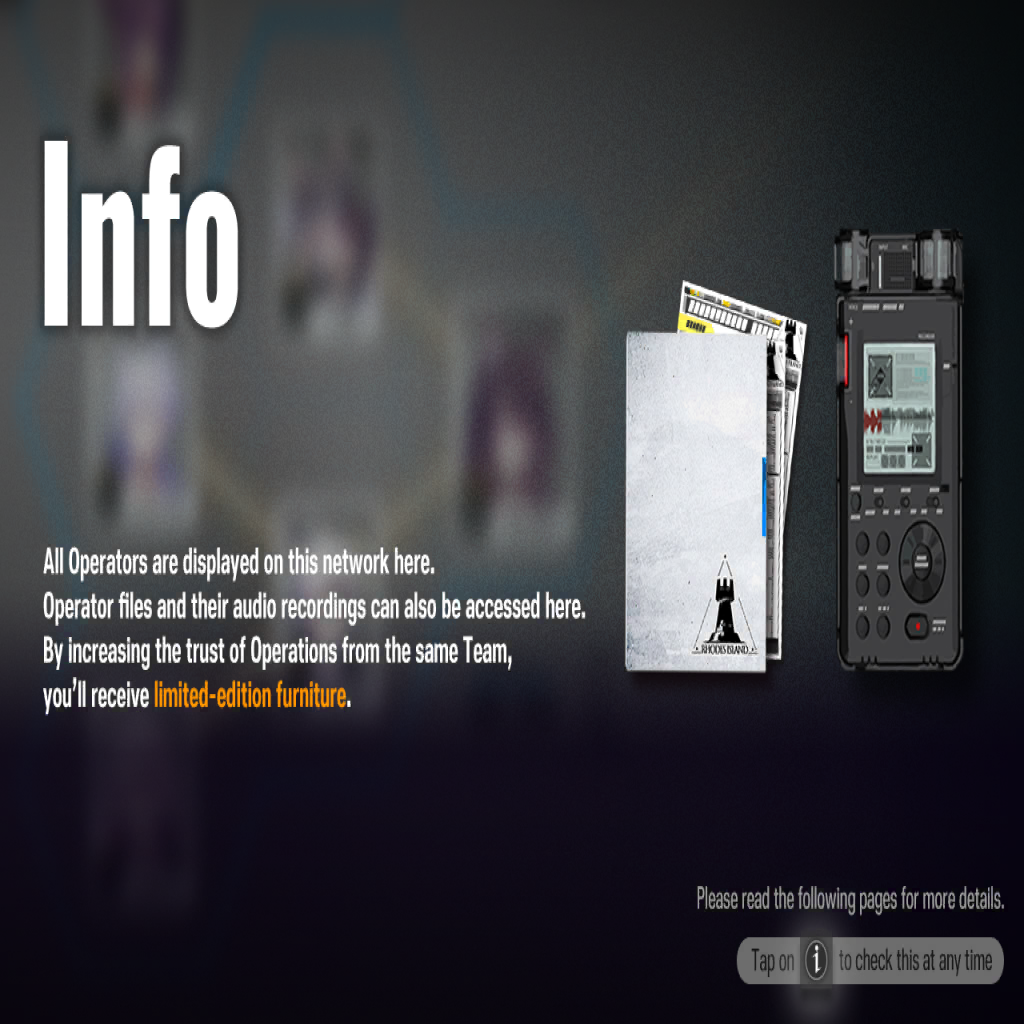 Info
All Operators are displayed on this network here.
Operator files and their audio recordings can also be accessed here.
By increasing the trust of Operations from the same Team,
you'll receive limited-edition furniture.
RHODES ISLAND
Please read the following pages for more details.
Tap on i to check this at any time